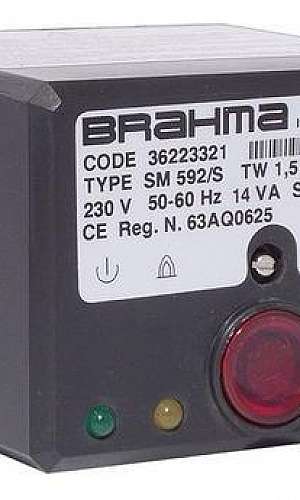 BRAHMA
CODE 36223321
TYPE SM 592/S TW 1,5
230 V 50-60 Hz 14 VA S
CE Reg. N. 63AQ0625